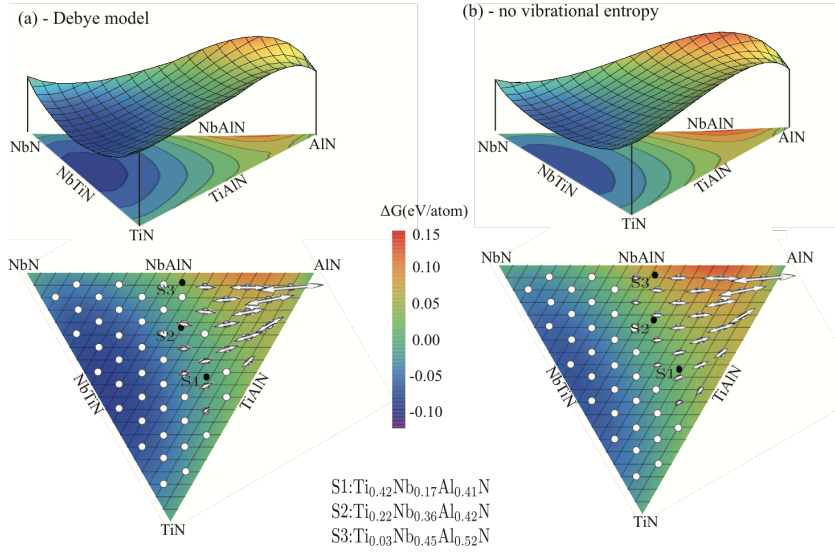 (a) - Debye model
(b) - no vibrational entropy
NbN
NbAlN
AlN
NbTiN
TiAlN
TiN
NbN
NbAlN
AlN
NbTiN
TiAlN
TiN
ΔG(eV/atom)
0.15
0.10
0.05
0.00
-0.05
-0.10
NbN
NbAlN
AlN
S3
S2
S1
NbTiN
TiAlN
TiN
NbN
NbAlN
AlN
S3
S2
S1
NbTiN
TiAlN
TiN
S1:Ti0.42Nb0.17Al0.41N
S2:Ti0.22Nb0.36Al0.42N
S3:Ti0.03Nb0.45Al0.52N